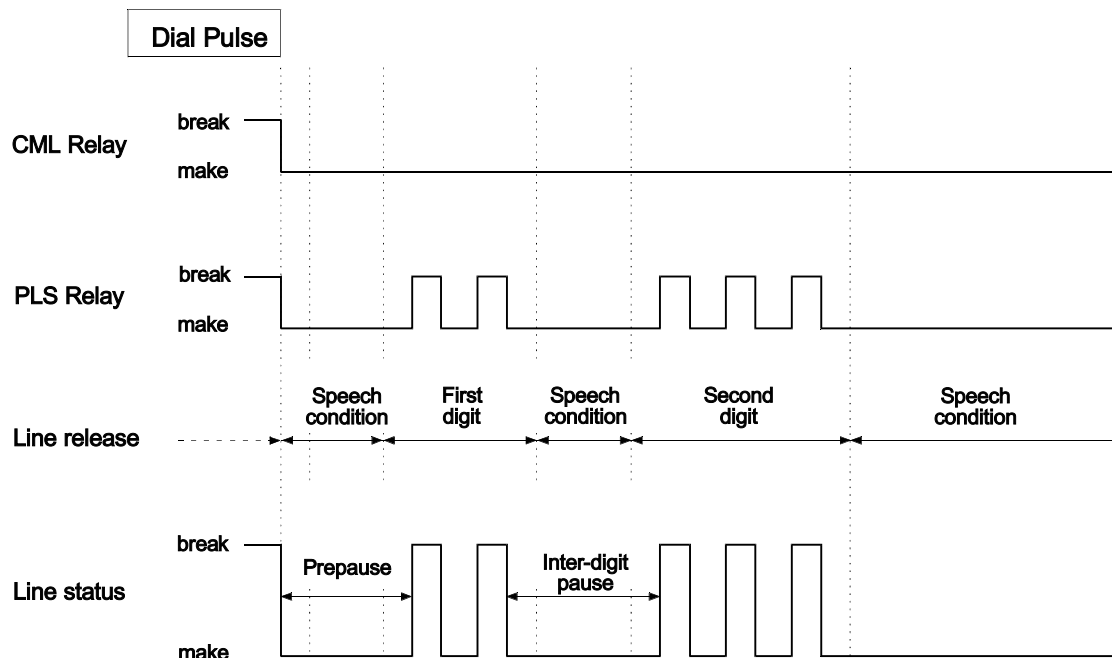 Dial Pulse
break
CML Relay
make
break
PLS Relay
make
Speech condition
First digit
Speech condition
Second digit
Speech condition
Line release
break
Prepause
Inter-digit pause
Line status
make